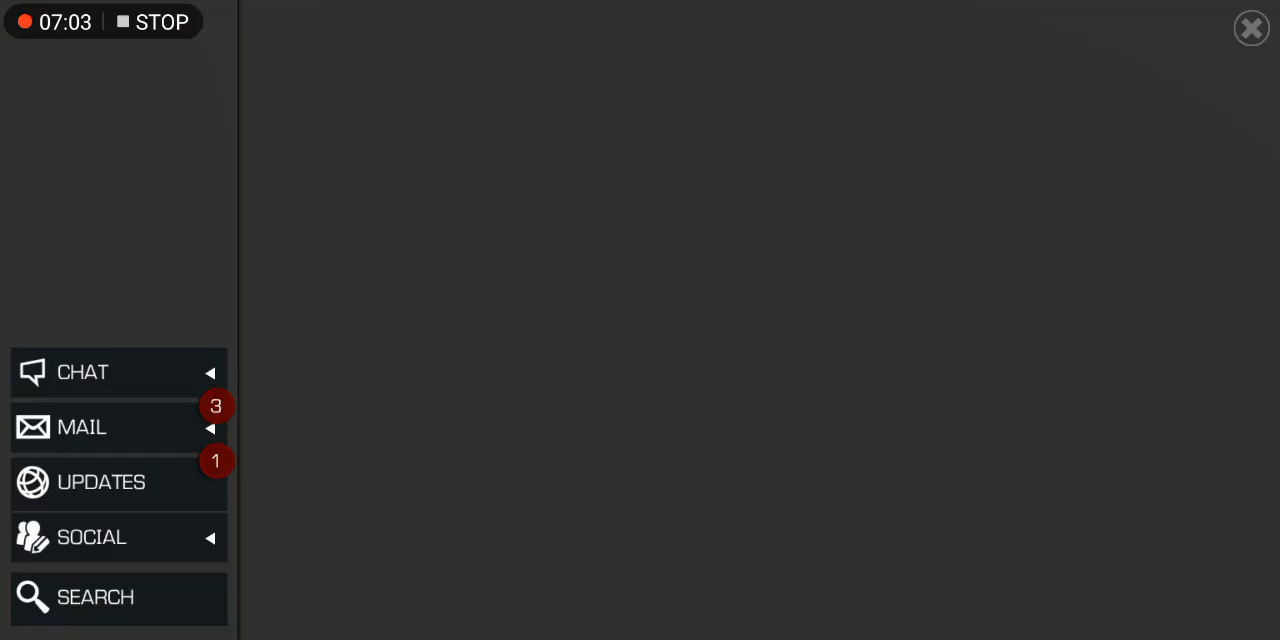 07:03 STOP
CHAT
3
MAIL
1
UPDATES
SOCIAL
SEARCH